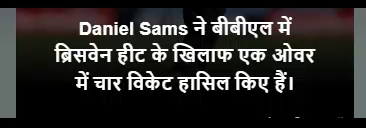 Daniel Sams ने बीबीएल में
ब्रिसवेन हीट के खिलाफ एक ओवर
में चार विकेट हासिल किए हैं।